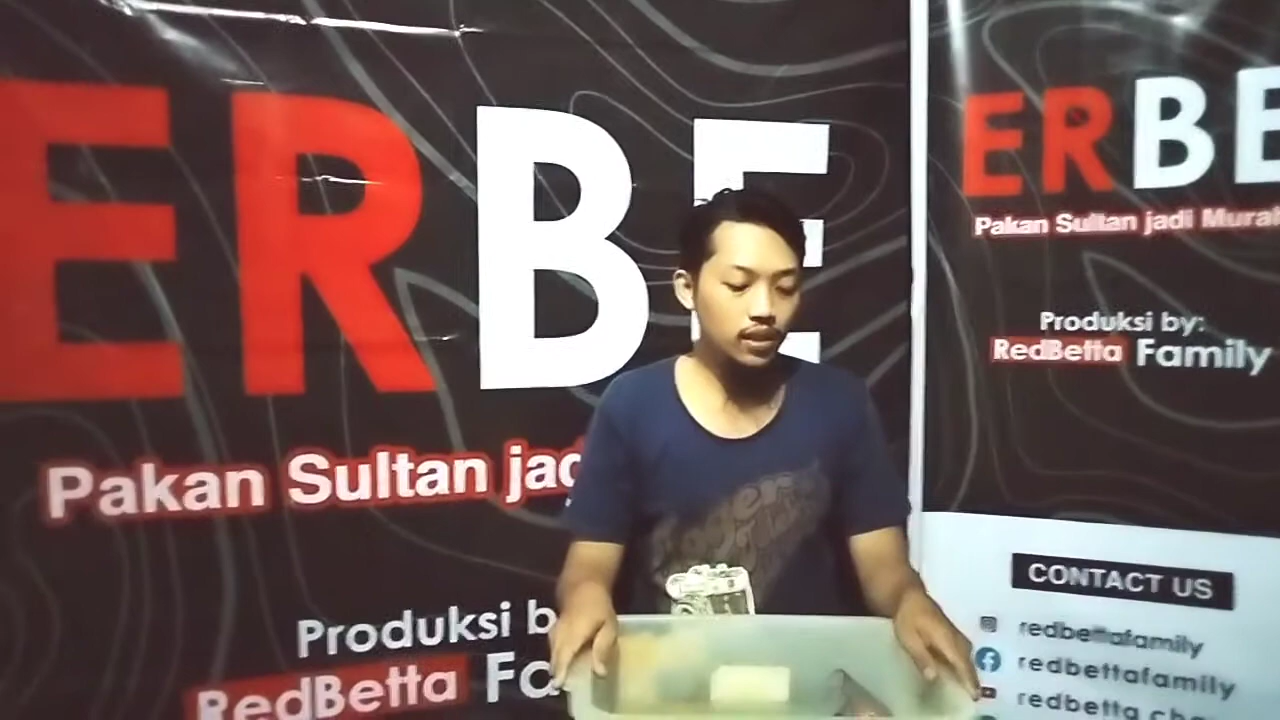 ERBE
Pakan Sultan jad
Produksi b
RedBetta Fa
ERBE
Pakan Sultan jadi Murah
Produksi by:
RedBetta Family
CONTACT US
redbettafamily
redbettafamily
redbetta